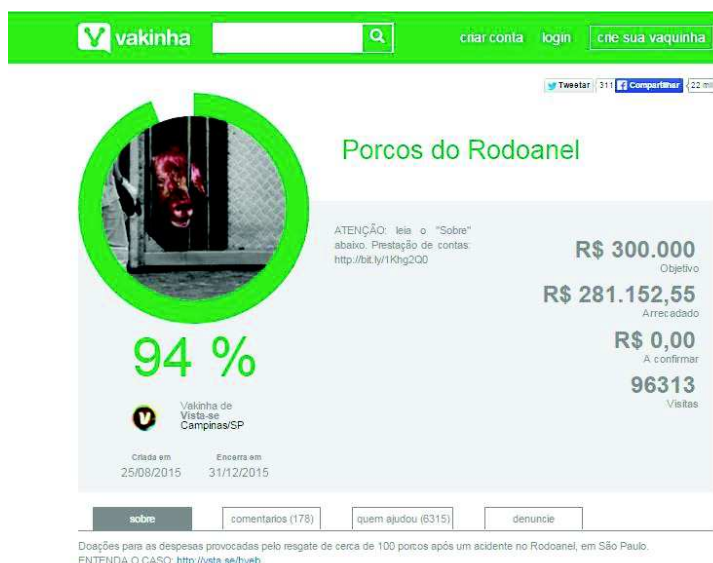 vakinha
criar conta login crie sua vaquinha
Tweetar 311 Compartilhar 22 mi
Porcos do Rodoanel
ATENÇÃO: leia o "Sobre"
abaixo. Prestação de contas:
http://bit.ly/1Khg2Q0
R$ 300.000
Objetivo
R$ 281.152,55
Arrecadado
R$ 0,00
A confirmar
96313
Visitas
94 %
Vakinha de
Vista-se
Campinas/SP
Criada em
25/08/2015
Encerra em
31/12/2015
sobre comentarios (178) quem ajudou (6315) denuncie
Doações para as despesas provocadas pelo resgate de cerca de 100 porcos após um acidente no Rodoanel, em São Paulo.
ENTENDA O CASO: http://vista.se/hveb